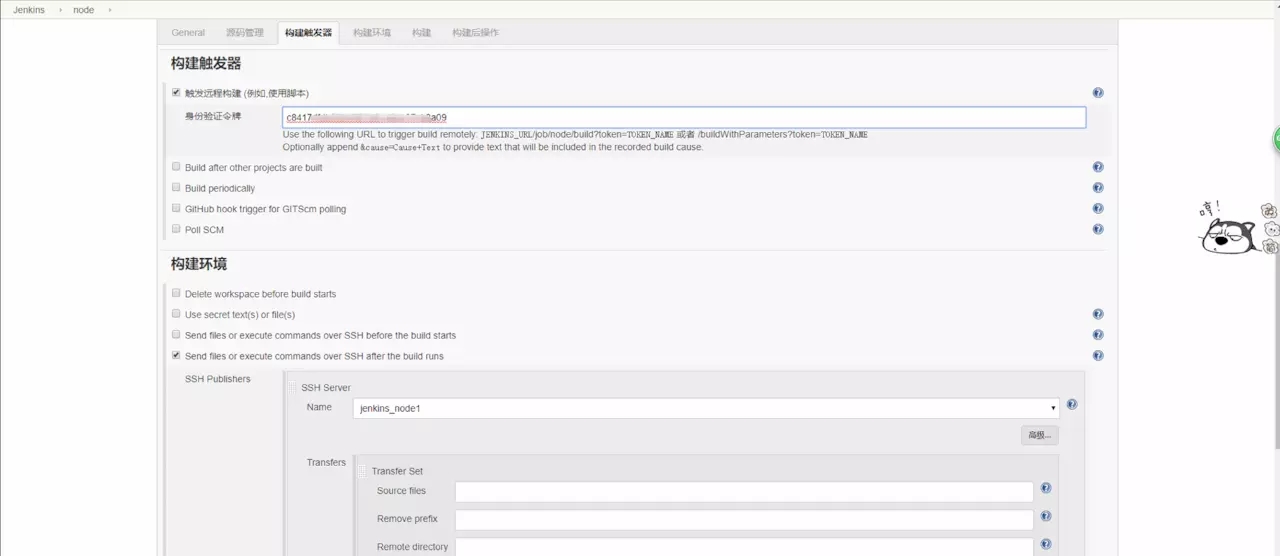 Jenkins › node ›
General 源码管理 构建触发器 构建环境 构建 构建后操作
构建触发器
触发远程构建 (例如,使用脚本)
身份验证令牌
Use the following URL to trigger build remotely: JENKINS_URL/job/node/build?token=TOKEN_NAME 或者 /buildWithParameters?token=TOKEN_NAME
Optionally append &cause=Cause+Text to provide text that will be included in the recorded build cause.
Build after other projects are built
Build periodically
GitHub hook trigger for GITScm polling
Poll SCM
哼!
构建环境
Delete workspace before build starts
Use secret text(s) or file(s)
Send files or execute commands over SSH before the build starts
Send files or execute commands over SSH after the build runs
SSH Publishers
SSH Server
Name jenkins_node1
高级...
Transfers
Transfer Set
Source files
Remove prefix
Remote directory